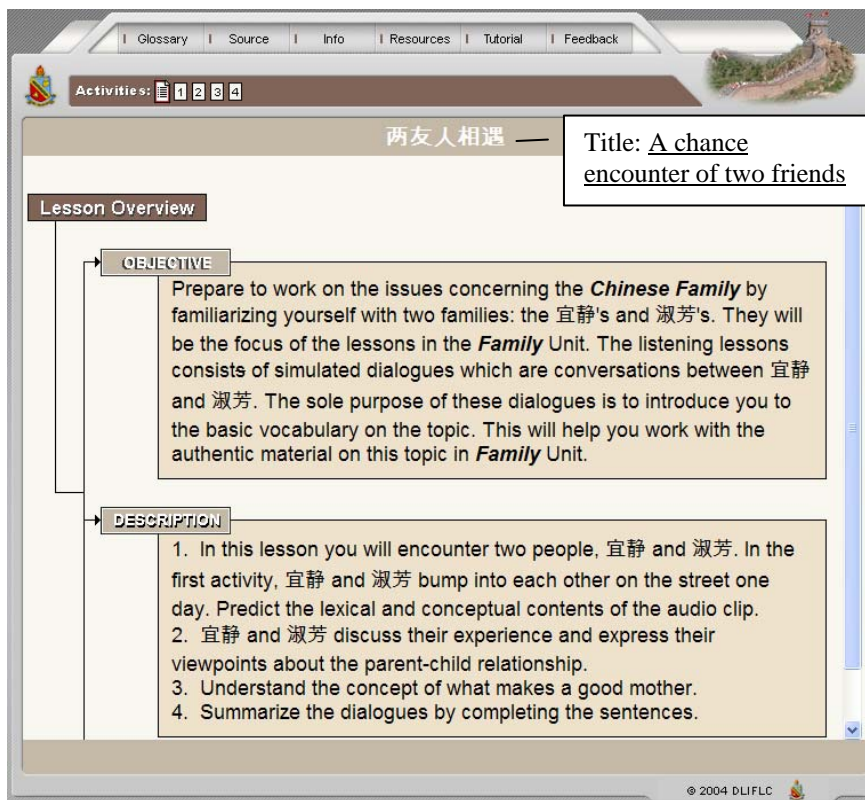 Glossary Source Info Resources Tutorial Feedback
Activities: 1 2 3 4
两友人相遇
Title: A chance
encounter of two friends
Lesson Overview
OBJECTIVE
Prepare to work on the issues concerning the Chinese Family by
familiarizing yourself with two families: the 宜静's and 淑芳's. They will
be the focus of the lessons in the Family Unit. The listening lessons
consists of simulated dialogues which are conversations between 宜静
and 淑芳. The sole purpose of these dialogues is to introduce you to
the basic vocabulary on the topic. This will help you work with the
authentic material on this topic in Family Unit.
DESCRIPTION
1. In this lesson you will encounter two people, 宜静 and 淑芳. In the
first activity, 宜静 and 淑芳 bump into each other on the street one
day. Predict the lexical and conceptual contents of the audio clip.
2. 宜静 and 淑芳 discuss their experience and express their
viewpoints about the parent-child relationship.
3. Understand the concept of what makes a good mother.
4. Summarize the dialogues by completing the sentences.
© 2004 DLIFLC